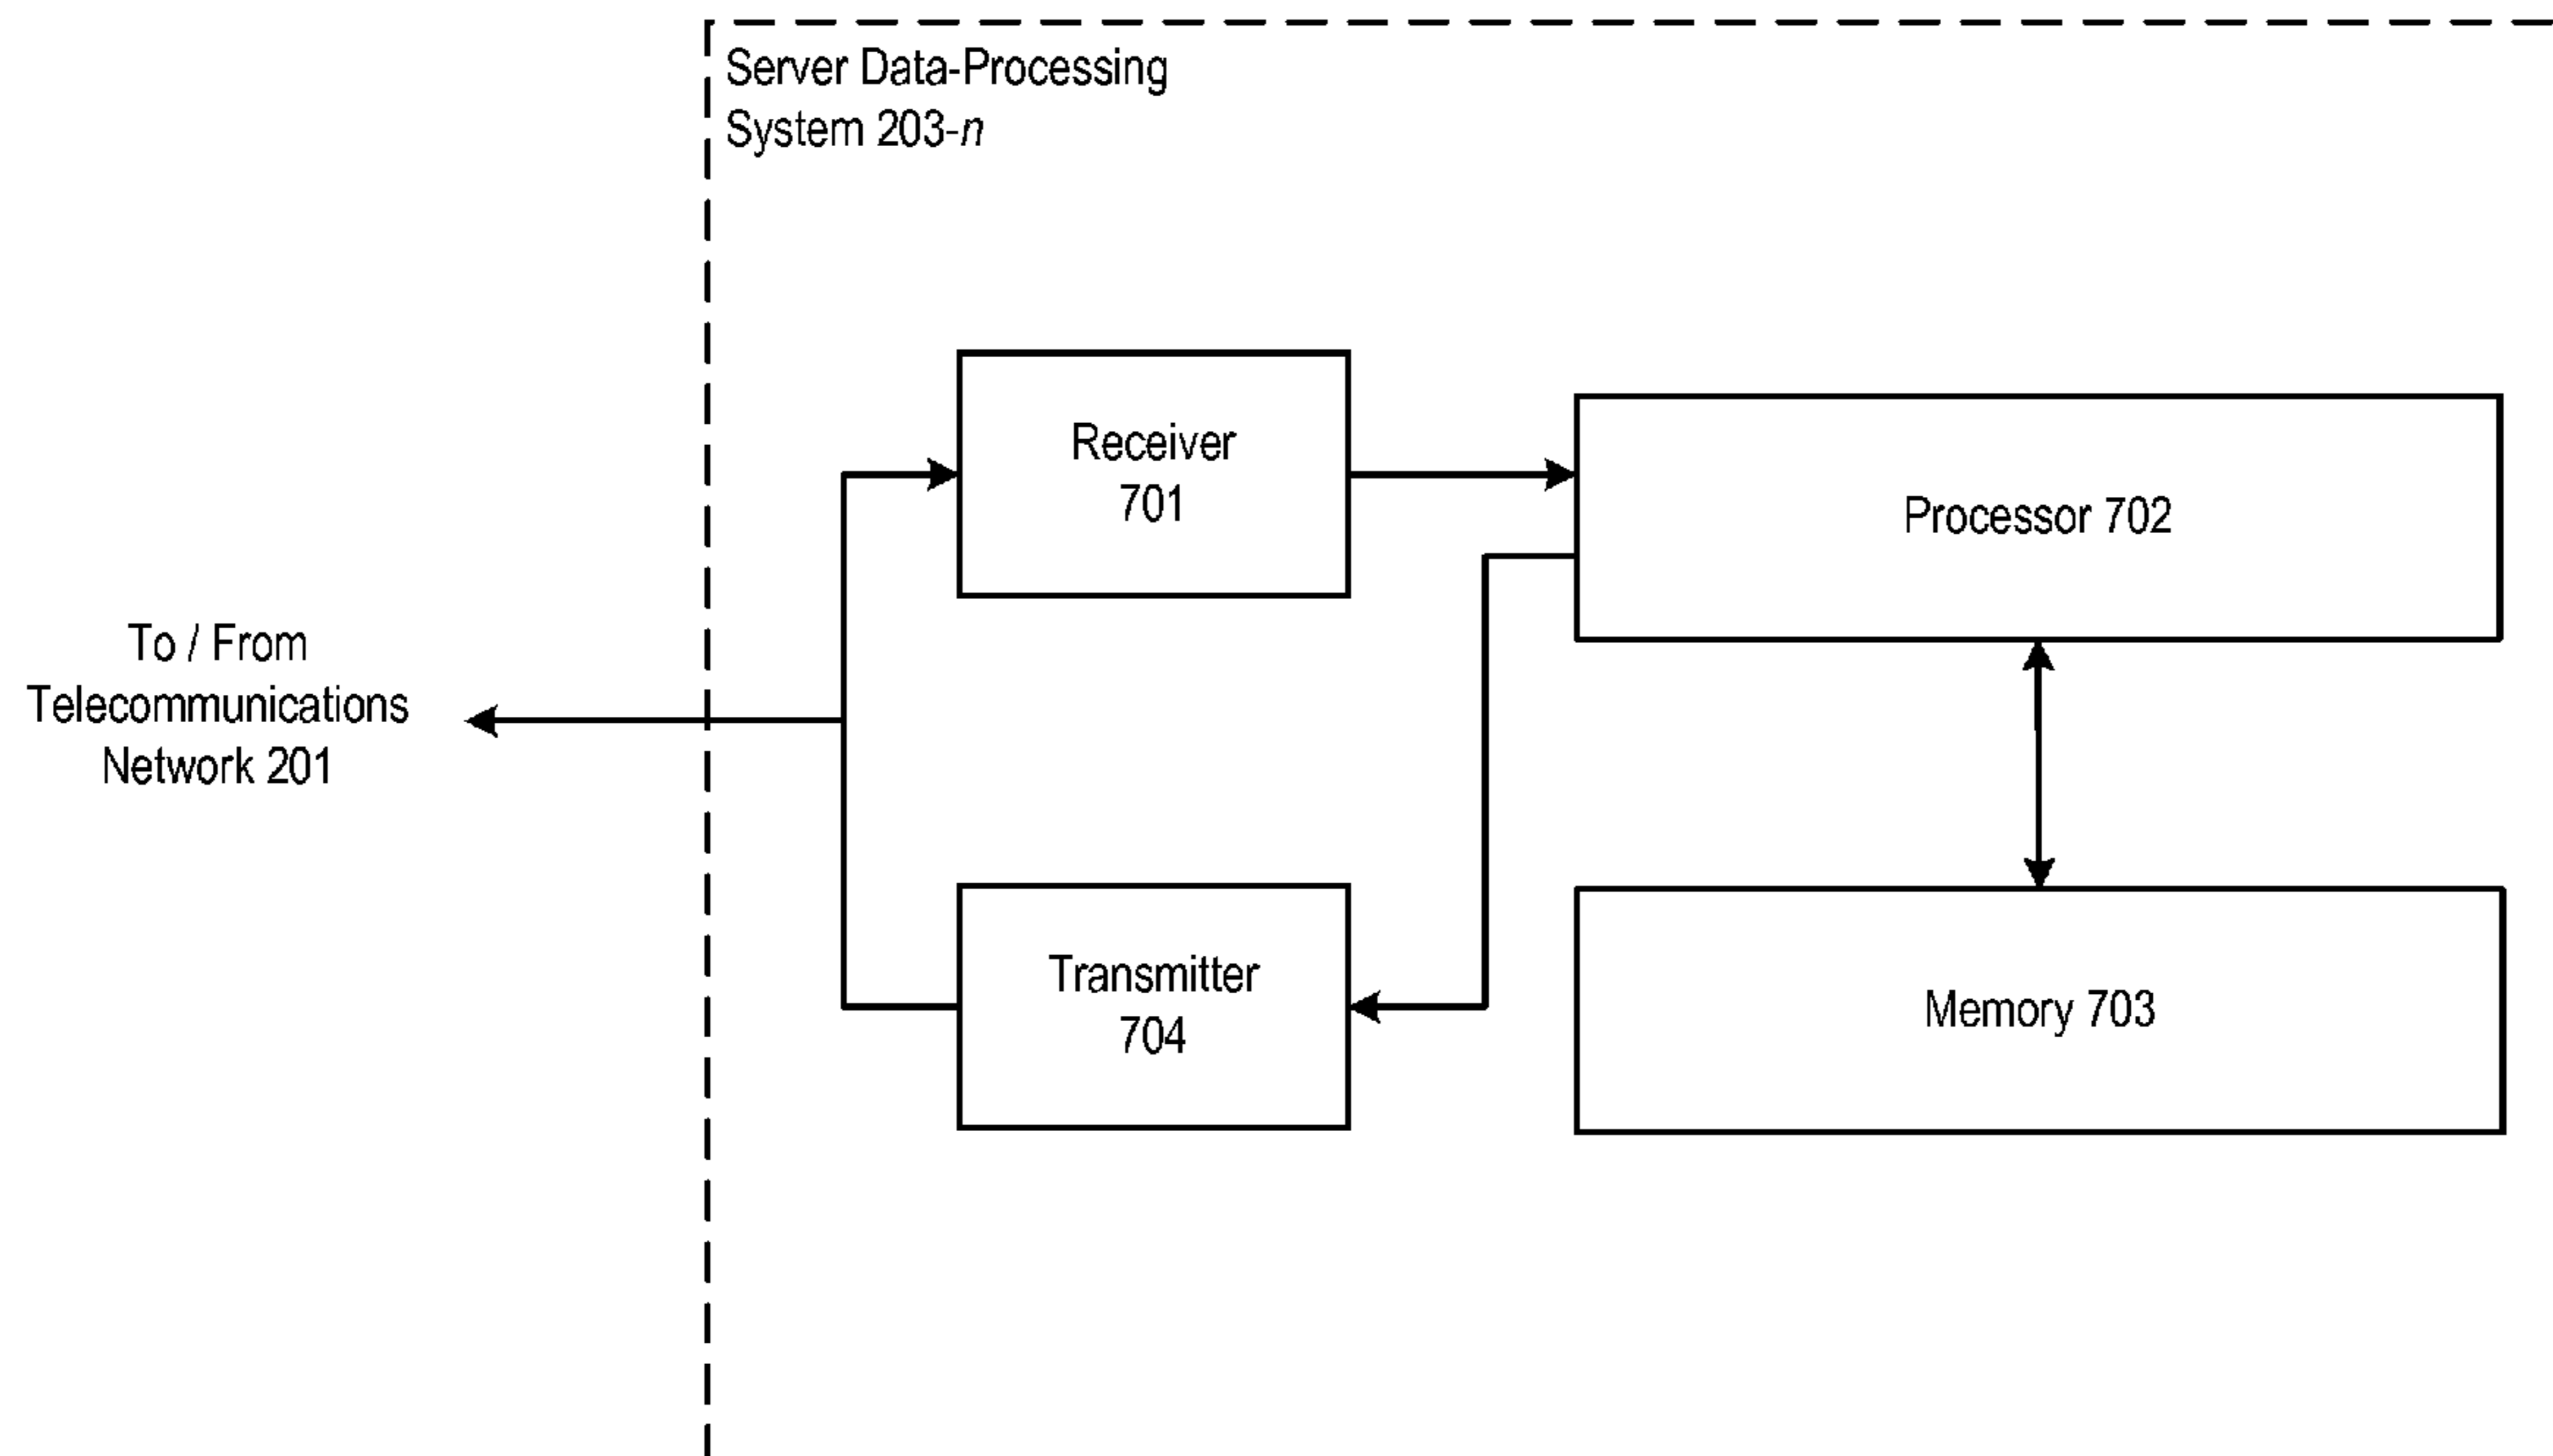 Server Data-Processing
System 203-n
Receiver
701
Processor 702
To / From
Telecommunications
Network 201
Transmitter
704
Memory 703